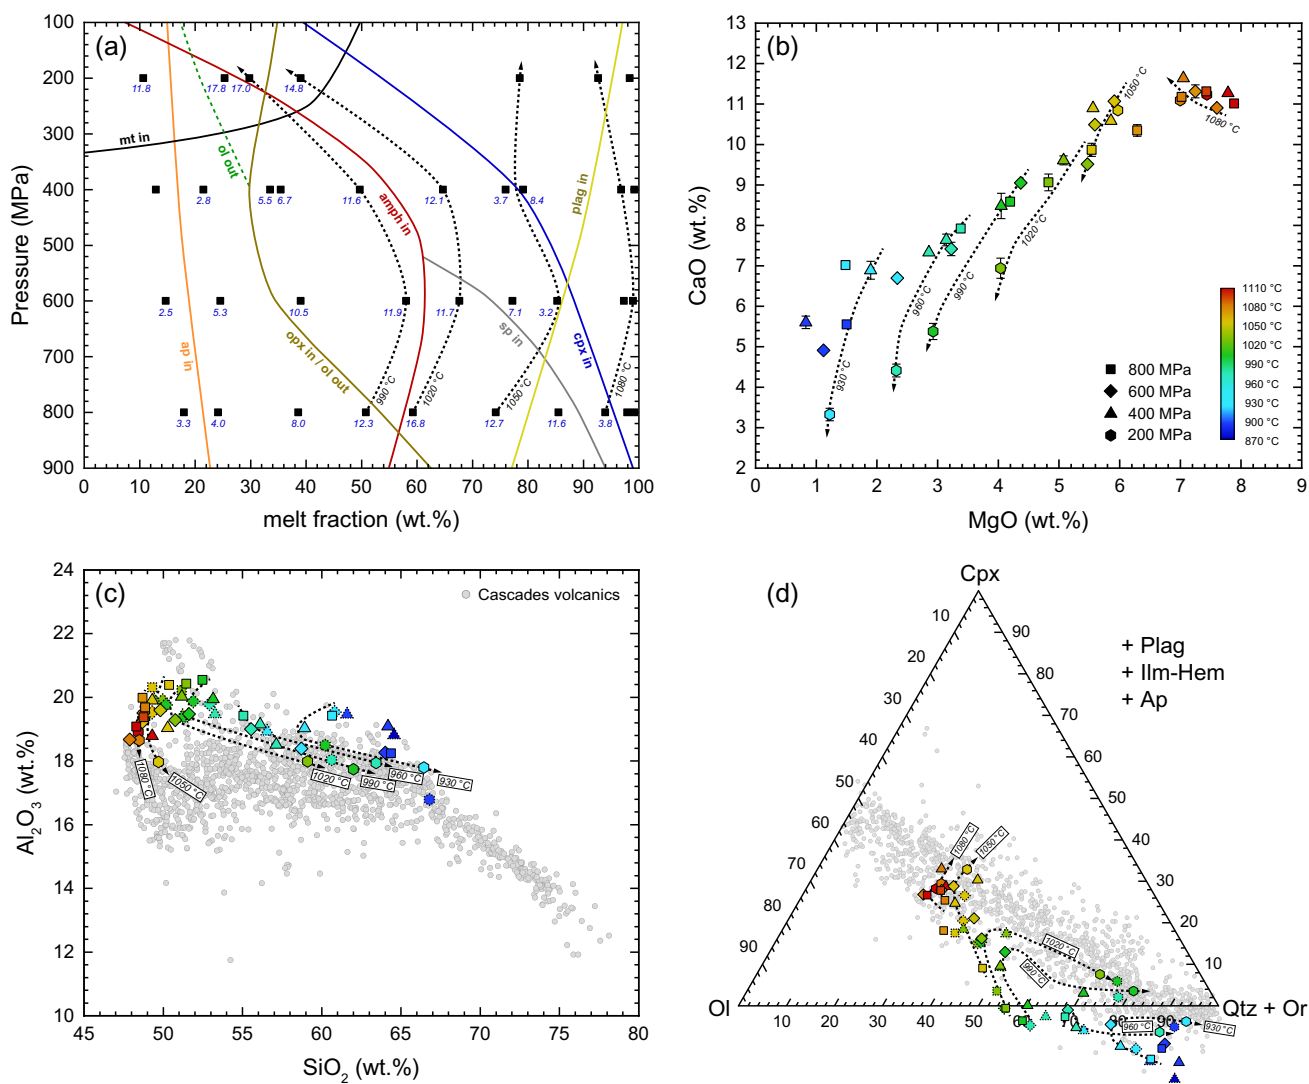 (a)
100
200
300
400
500
600
700
800
900
Pressure (MPa)
0
10
20
30
40
50
60
70
80
90
100
melt fraction (wt.%)
11.8
17.8
17.0
14.8
mt in
ol out
ap in
opx in / ol out
amph in
sp in
cpx in
plag in
2.8
5.5
6.7
11.6
12.1
3.7
8.4
2.5
5.3
10.5
11.9
11.7
7.1
3.2
990 °C
1020 °C
1050 °C
1080 °C
3.3
4.0
8.0
12.3
16.8
12.7
11.6
3.8
(b)
13
12
11
10
9
8
7
6
5
4
3
2
CaO (wt.%)
0
1
2
3
4
5
6
7
8
9
MgO (wt.%)
1050 °C
1080 °C
1020 °C
990 °C
960 °C
930 °C
800 MPa
600 MPa
400 MPa
200 MPa
1110 °C
1080 °C
1050 °C
1020 °C
990 °C
960 °C
930 °C
900 °C
870 °C
(c)
Cascades volcanics
24
22
20
18
16
14
12
10
Al2O3 (wt.%)
45
50
55
60
65
70
75
80
SiO2 (wt.%)
1080 °C
1050 °C
1020 °C
990 °C
960 °C
930 °C
(d)
Cpx
+ Plag
+ Ilm-Hem
+ Ap
10
20
30
40
50
60
70
80
90
90
80
70
60
50
40
30
20
10
1080 °C
1050 °C
1020 °C
990 °C
960 °C
930 °C
Ol
10
20
30
40
50
Qtz + Or